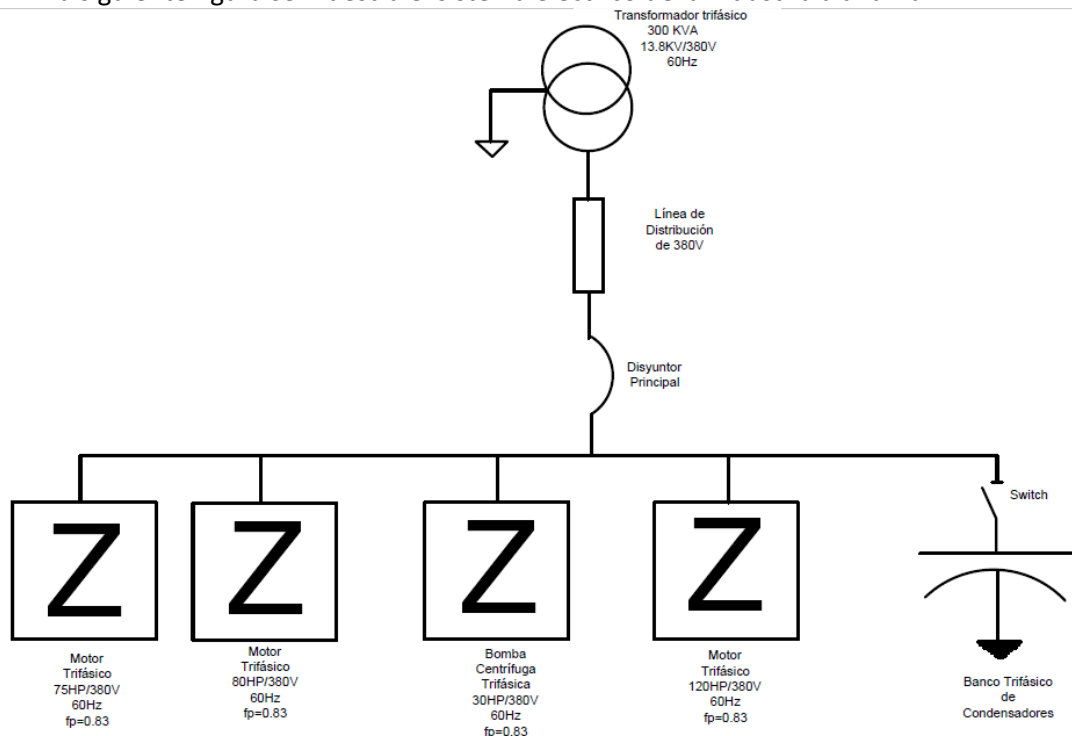 Transformador trifásico
300 KVA
13.8KV/380V
60Hz
Línea de
Distribución
de 380V
Disyuntor
Principal
Switch
Z
Z
Z
Z
Motor
Trifásico
75HP/380V
60Hz
fp=0.83
Motor
Trifásico
80HP/380V
60Hz
fp=0.83
Bomba
Centrífuga
Trifásica
30HP/380V
60Hz
fp=0.83
Motor
Trifásico
120HP/380V
60Hz
fp=0.83
Banco Trifásico
de
Condensadores